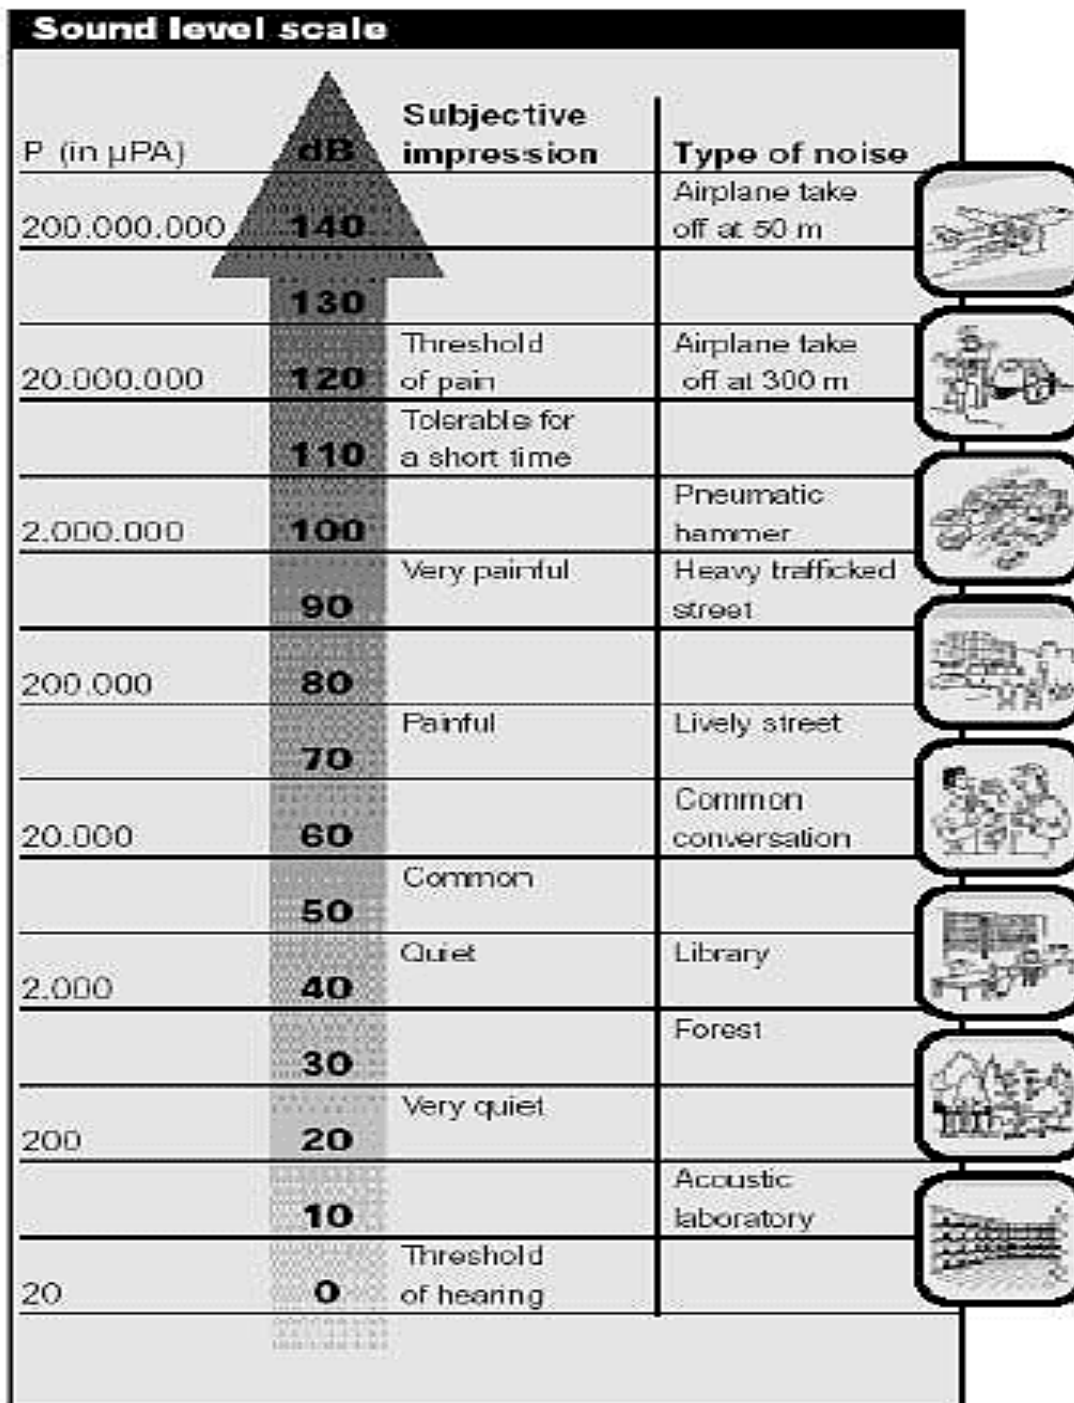 Sound level scale
P (in µPA) dB Subjective impression Type of noise
200.000.000 140 Airplane take off at 50 m
130
20.000.000 120 Threshold of pain Airplane take off at 300 m
110 Tolerable for a short time
2.000.000 100 Pneumatic hammer
90 Very painful Heavy trafficked street
200.000 80
70 Painful Lively street
20.000 60 Common conversation
50 Common
2.000 40 Quiet Library
30 Forest
200 20 Very quiet
10 Acoustic laboratory
20 0 Threshold of hearing